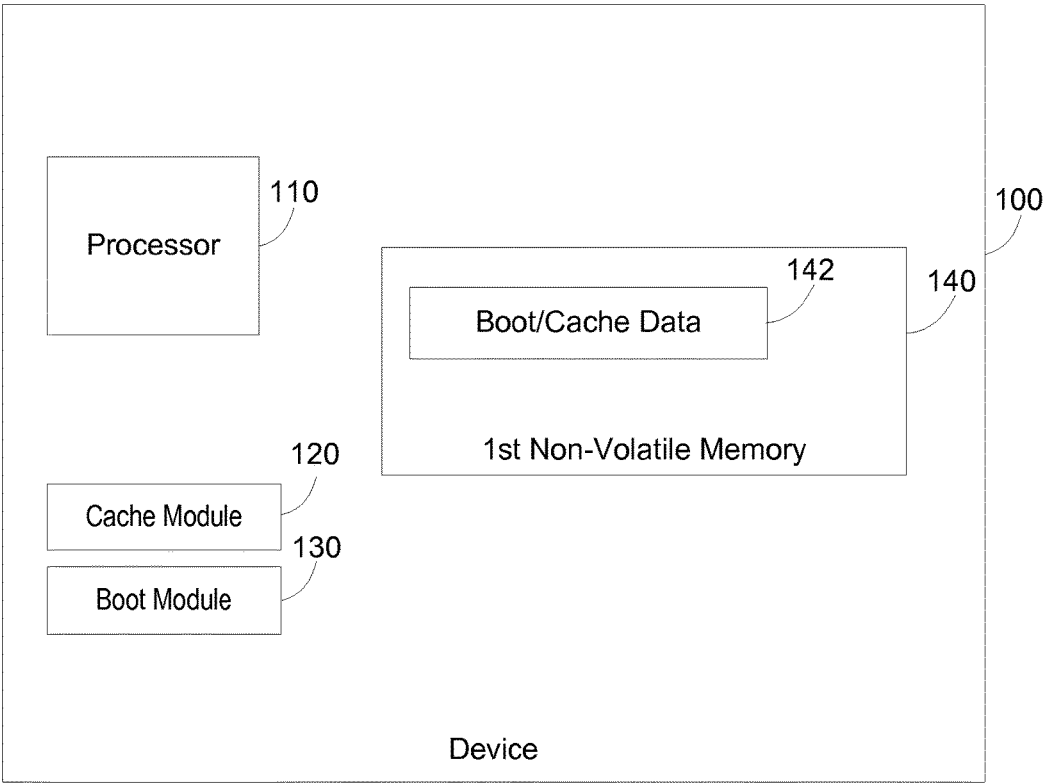 110
Processor
100
142
140
Boot/Cache Data
1st Non-Volatile Memory
120
Cache Module
130
Boot Module
Device